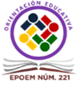 ORIENTACIÓN EDUCATIVA
EPOEM NÚM. 221